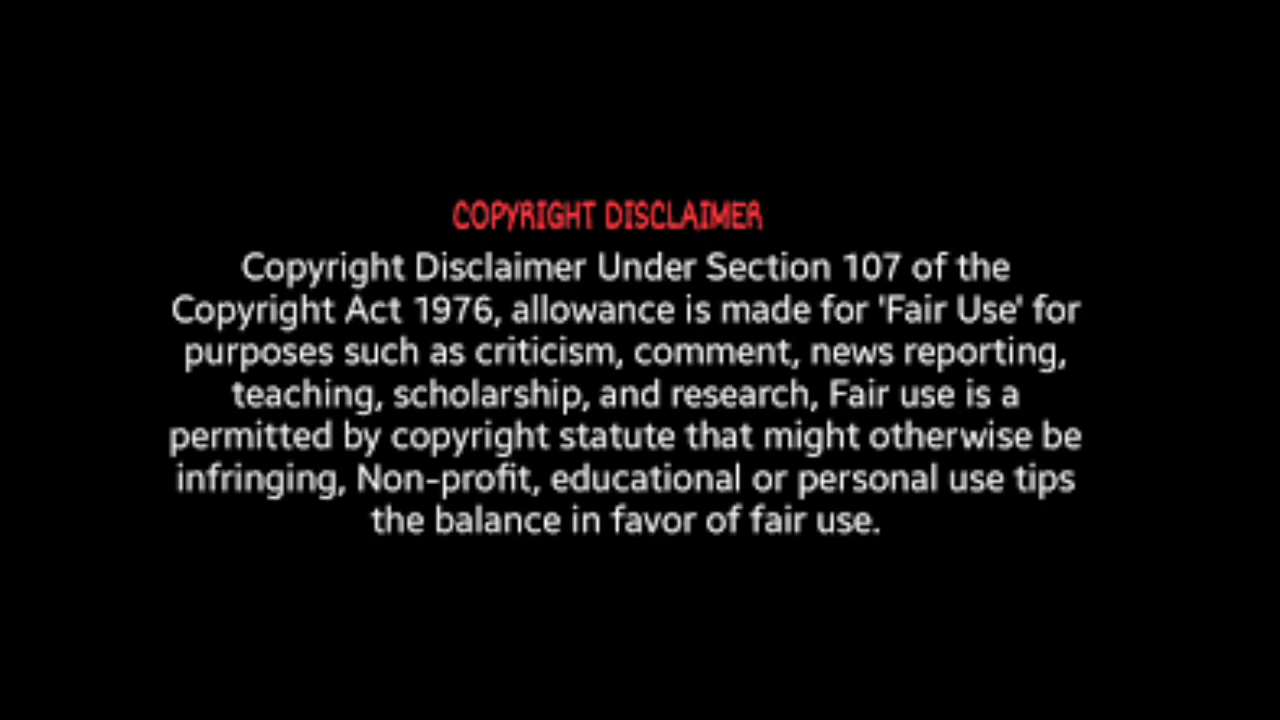 COPYRIGHT DISCLAIMER
Copyright Disclaimer Under Section 107 of the
Copyright Act 1976, allowance is made for 'Fair Use' for
purposes such as criticism, comment, news reporting,
teaching, scholarship, and research, Fair use is a
permitted by copyright statute that might otherwise be
infringing, Non-profit, educational or personal use tips
the balance in favor of fair use.